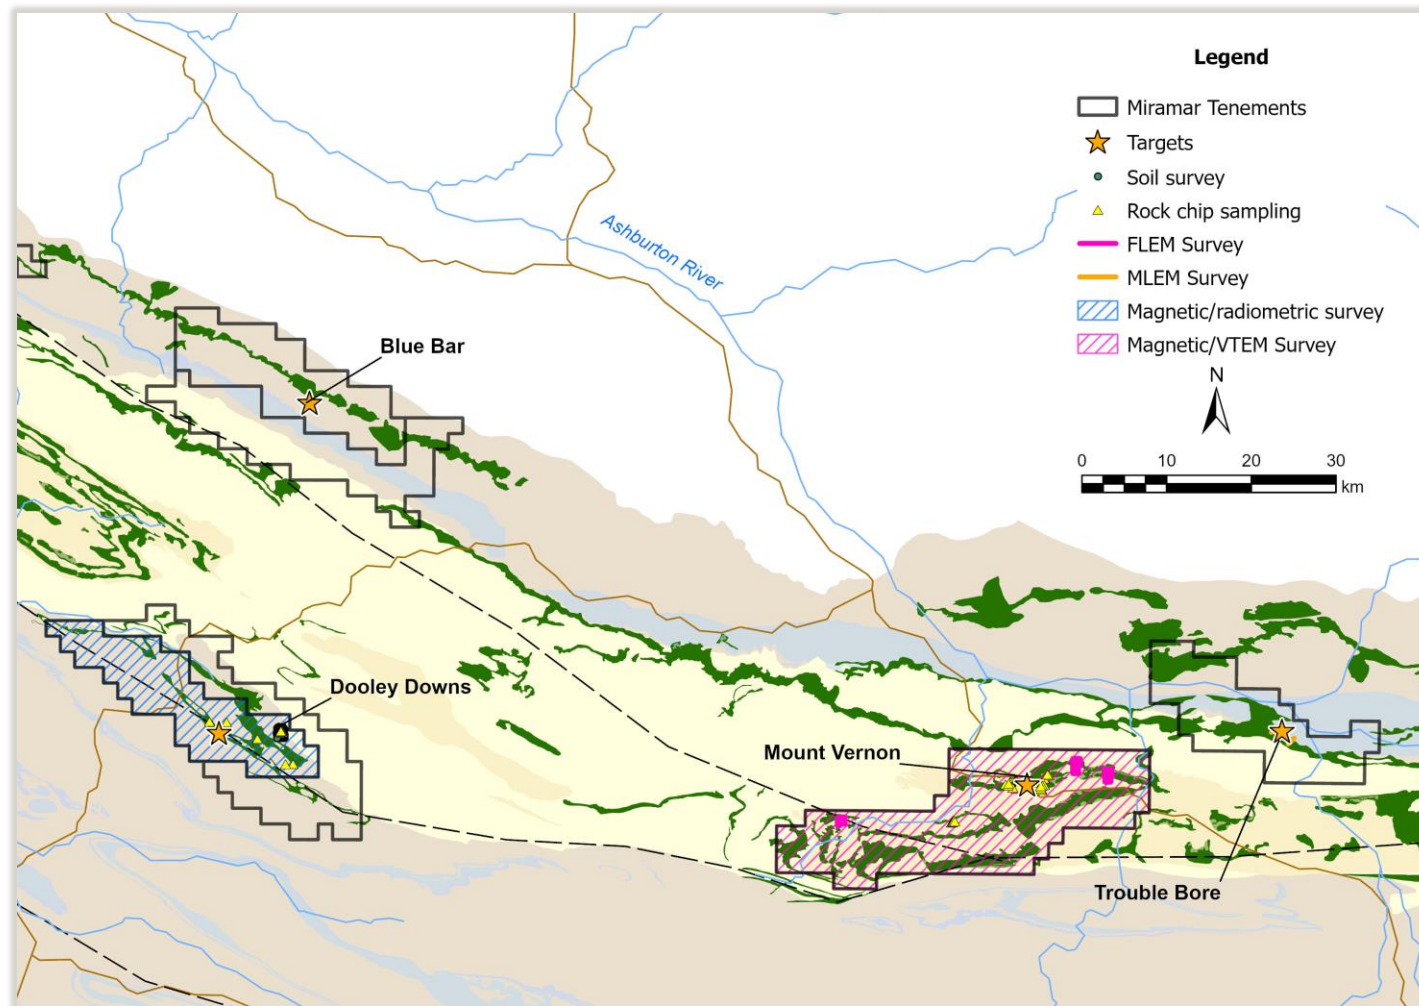 Legend
Miramar Tenements
Targets
Soil survey
Rock chip sampling
FLEM Survey
MLEM Survey
Magnetic/radiometric survey
Magnetic/VTEM Survey
N
0 10 20 30
km
Ashburton River
Blue Bar
Dooley Downs
Mount Vernon
Trouble Bore